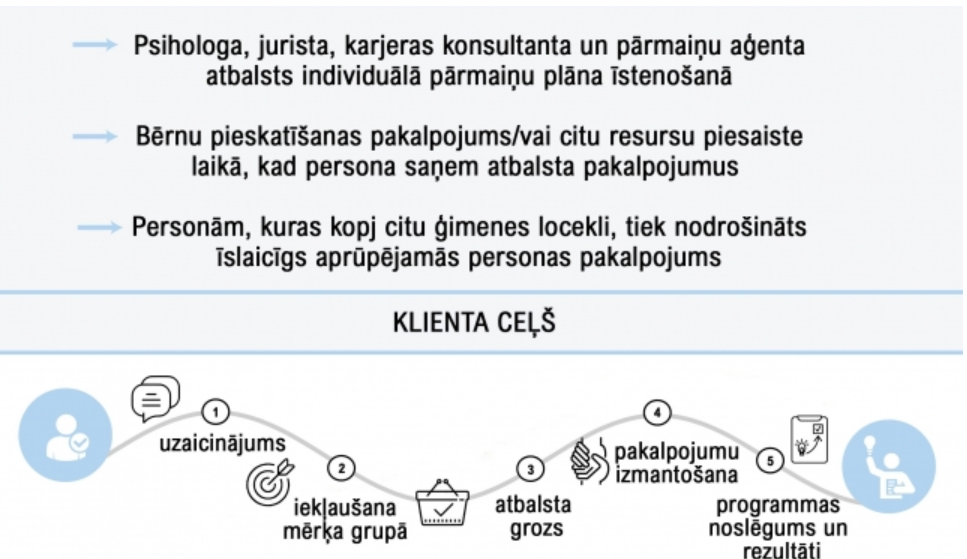 Psihologa, jurista, karjeras konsultanta un pārmaiņu aģenta
atbalsts individuālā pārmaiņu plāna īstenošanā
Bērnu pieskatīšanas pakalpojums/vai citu resursu piesaiste
laikā, kad persona saņem atbalsta pakalpojumus
Personām, kuras kopj citu ģimenes locekli, tiek nodrošināts
īslaicīgs aprūpējamās personas pakalpojums
KLIENTA CEĻŠ
1
uzaicinājums
2
iekļaušana
mērķa grupā
3
atbalsta
grozs
4
pakalpojumu
izmantošana
5
programmas
noslēgums un
rezultāti